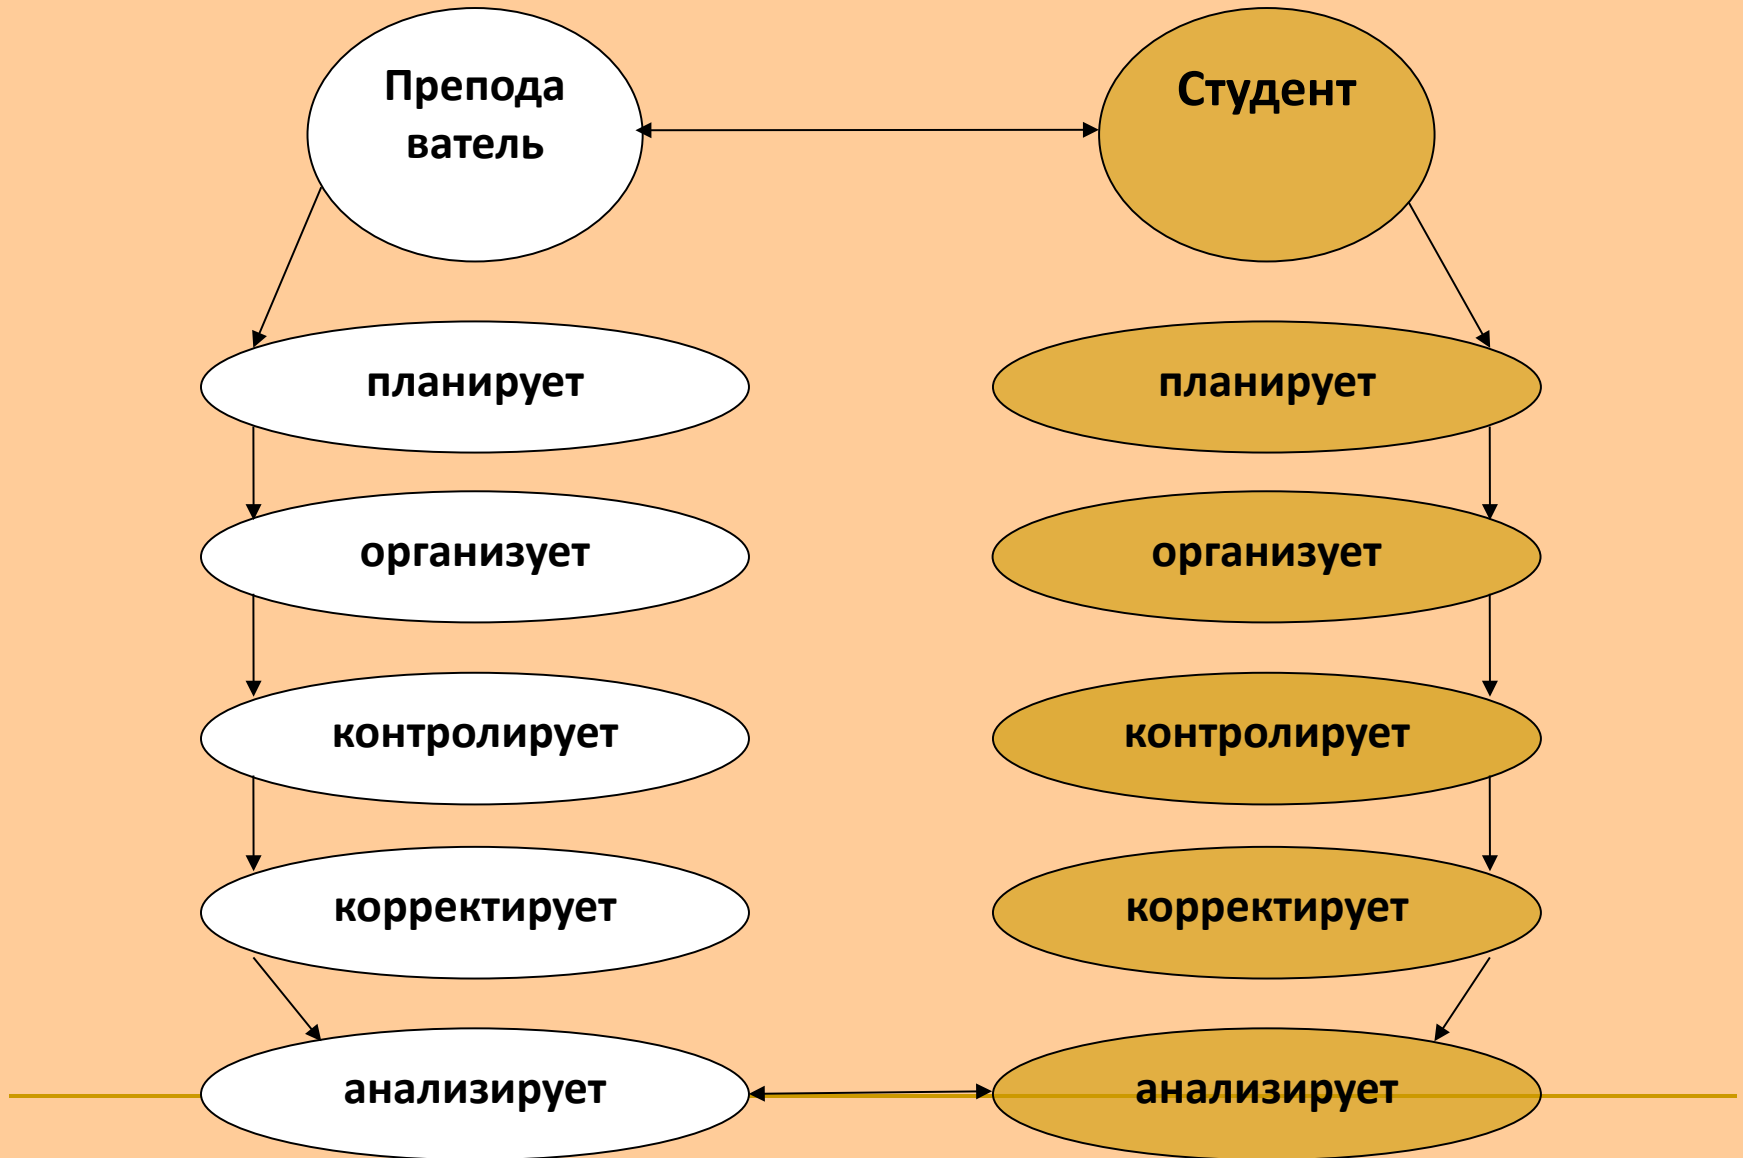 Препода
ватель
Студент
планирует
планирует
организует
организует
контролирует
контролирует
корректирует
корректирует
анализирует
анализирует